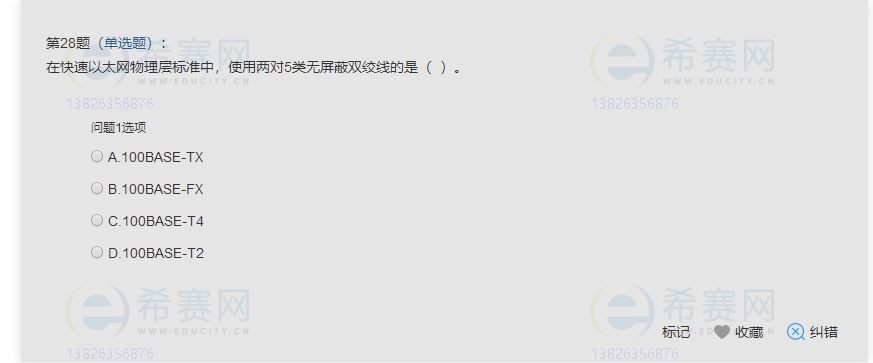 第28题（单选题）：
在快速以太网物理层标准中，使用两对5类无屏蔽双绞线的是（ ）。
希赛网
WWW.EDUCITY.CN
13826356876
希赛网
WWW.EDUCITY.CN
13826356876
问题1选项
A.100BASE-TX
B.100BASE-FX
C.100BASE-T4
D.100BASE-T2
希赛网
WWW.EDUCITY.CN
13826356876
希赛网
WWW.EDUCITY.CN
13826356876
标记 收藏 纠错